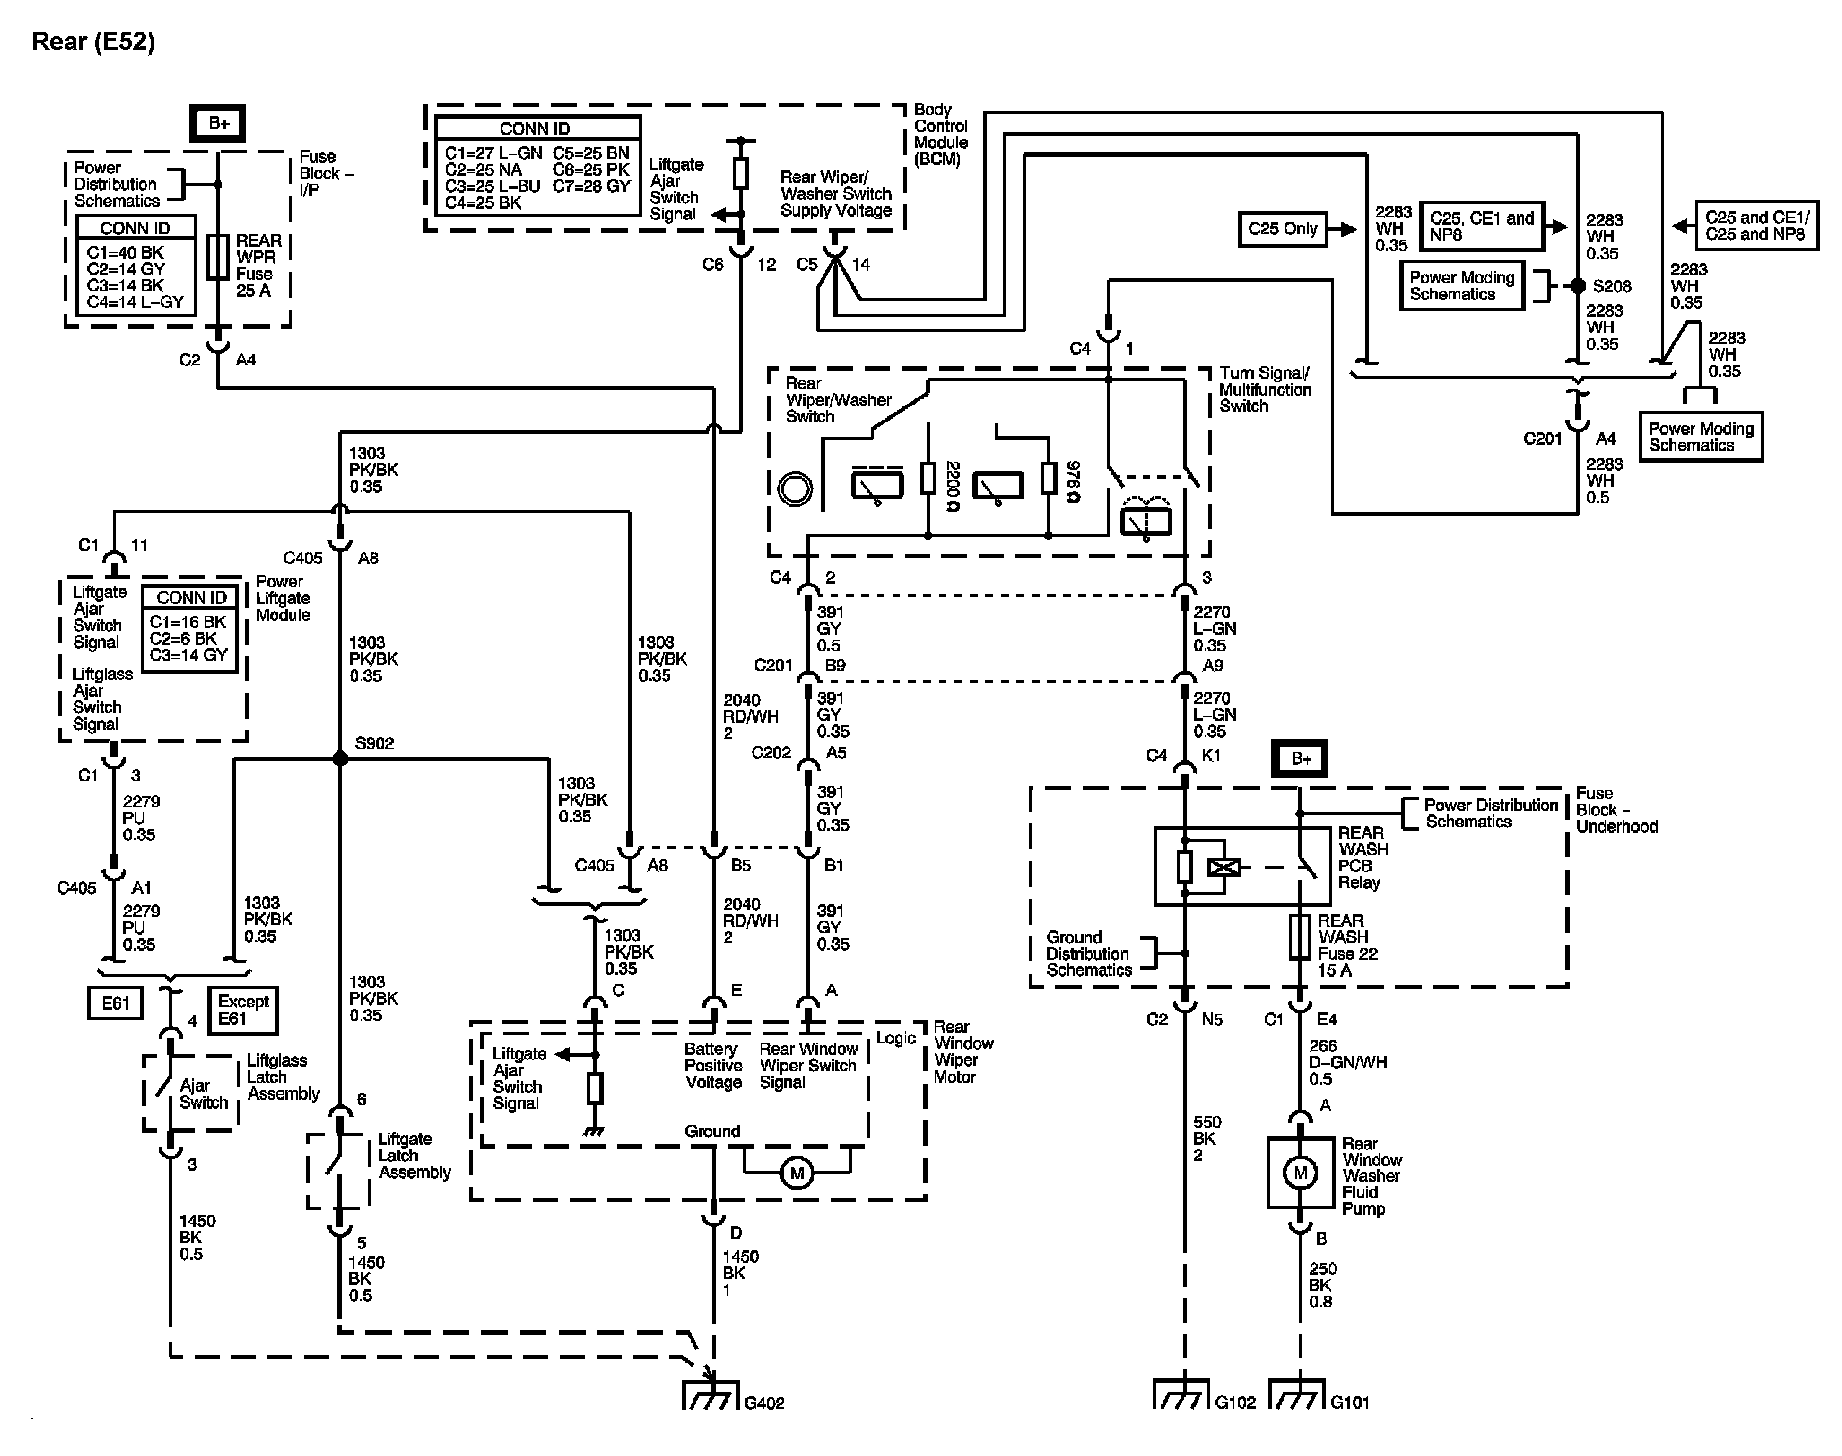 Rear (E52)
B+
Power
Distribution
Schematics
Fuse
Block –
I/P
CONN ID
C1=40 BK
C2=14 GY
C3=14 BK
C4=14 L-GY
REAR
WPR
Fuse
25 A
C2
A4
CONN ID
C1=27 L-GN C5=25 BN
C2=25 NA C6=25 PK
C3=25 L-BU C7=28 GY
C4=25 BK
Liftgate
Ajar
Switch
Signal
Rear Wiper/
Washer Switch
Supply Voltage
Body
Control
Module
(BCM)
C6
12
C5
14
C25 Only
2283
WH
0.35
C25, CE1 and
NP8
2283
WH
0.35
C25 and CE1/
C25 and NP8
Power Moding
Schematics
S208
2283
WH
0.35
2283
WH
0.35
2283
WH
0.35
Power Moding
Schematics
C201
A4
2283
WH
0.5
C4
1
Rear
Wiper/Washer
Switch
Turn Signal/
Multifunction
Switch
2200 Ω
976 Ω
C4
2
3
1303
PK/BK
0.35
C405
A8
C1
11
Liftgate
Ajar
Switch
Signal
Liftglass
Ajar
Switch
Signal
CONN ID
C1=16 BK
C2=6 BK
C3=14 GY
Power
Liftgate
Module
1303
PK/BK
0.35
1303
PK/BK
0.35
391
GY
0.5
2270
L-GN
0.35
C201
B9
A9
2040
RD/WH
2
391
GY
0.35
2270
L-GN
0.35
C202
A5
C4
K1
B+
S902
C1
3
2279
PU
0.35
1303
PK/BK
0.35
391
GY
0.35
Power Distribution
Schematics
Fuse
Block –
Underhood
REAR
WASH
PCB
Relay
C405
A8
B5
B1
C405
A1
2279
PU
0.35
1303
PK/BK
0.35
1303
PK/BK
0.35
2040
RD/WH
2
391
GY
0.35
Ground
Distribution
Schematics
REAR
WASH
Fuse 22
15 A
E61
Except
E61
1303
PK/BK
0.35
C
E
A
4
C2
N5
C1
E4
Ajar
Switch
Liftglass
Latch
Assembly
Liftgate
Ajar
Switch
Signal
Battery
Positive
Voltage
Rear Window
Wiper Switch
Signal
Logic
Rear
Window
Wiper
Motor
Ground
M
266
D-GN/WH
0.5
A
6
Liftgate
Latch
Assembly
3
550
BK
2
M
Rear
Window
Washer
Fluid
Pump
B
1450
BK
0.5
5
1450
BK
0.5
D
1450
BK
1
250
BK
0.8
G402
G102
G101